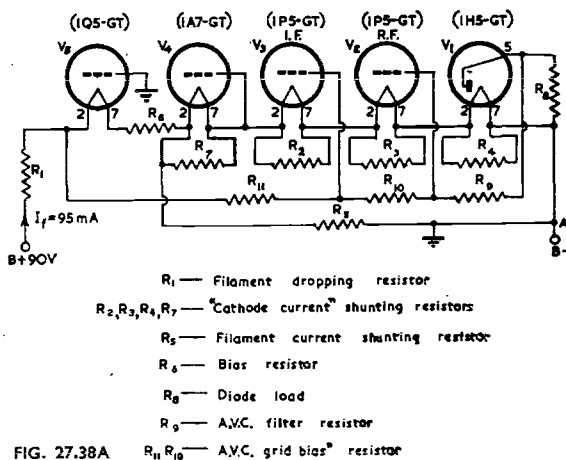 (1Q5-GT) (1A7-GT) (1P5-GT) (1P5-GT) (1H5-GT)
I.F. R.F.
V5 V4 V3 V2 V1 5
2 7 2 7 2 7 2 7 2 7
R6 R8
R7 R2 R3 R4
R1 R11 R10 R9
If = 95 mA R5 A
B+90V B-
R1 — Filament dropping resistor
R2, R3, R4, R7 — "Cathode current" shunting resistors
R5 — Filament current shunting resistor
R6 — Bias resistor
R8 — Diode load
R9 — A.V.C. filter resistor
FIG. 27.38A R11 R10 — A.V.C. grid bias" resistor